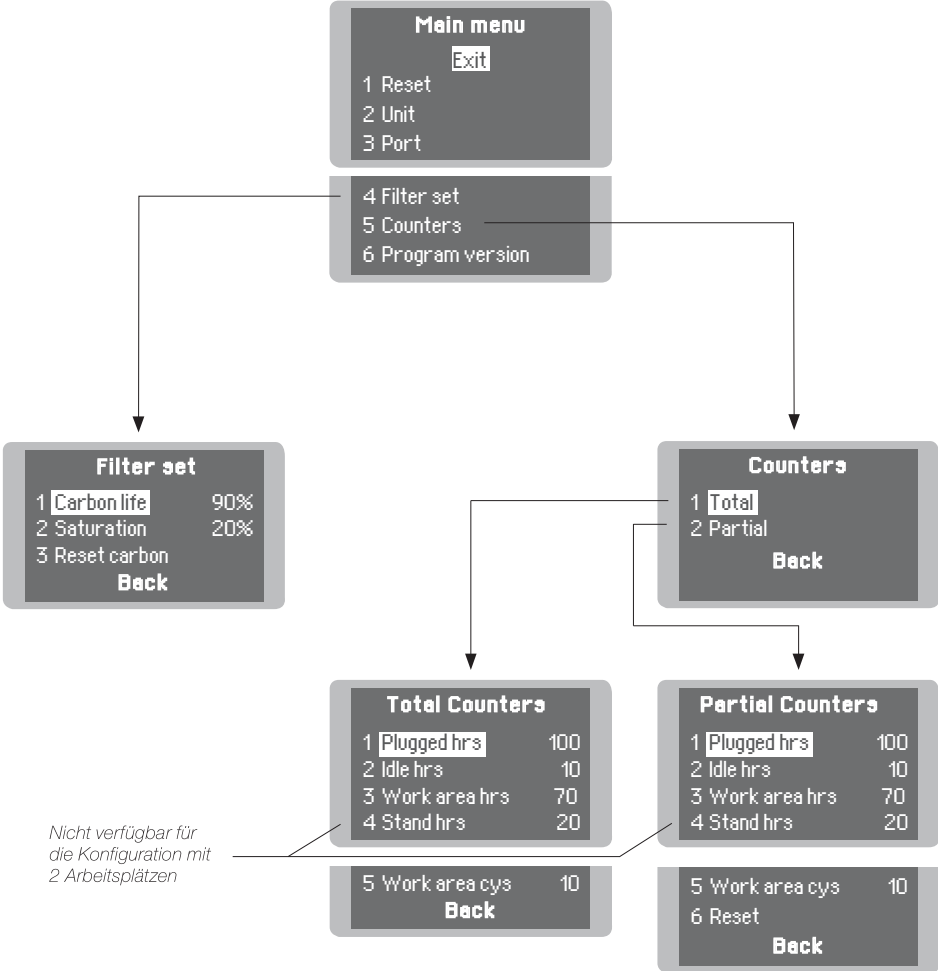 Main menu
Exit
1 Reset
2 Unit
3 Port
4 Filter set
5 Counters
6 Program version
Filter set
1 Carbon life 90%
2 Saturation 20%
3 Reset carbon
Back
Counters
1 Total
2 Partial
Back
Total Counters
1 Plugged hrs 100
2 Idle hrs 10
3 Work area hrs 70
4 Stand hrs 20
5 Work area cys 10
Back
Partial Counters
1 Plugged hrs 100
2 Idle hrs 10
3 Work area hrs 70
4 Stand hrs 20
5 Work area cys 10
6 Reset
Back
Nicht verfügbar für
die Konfiguration mit
2 Arbeitsplätzen